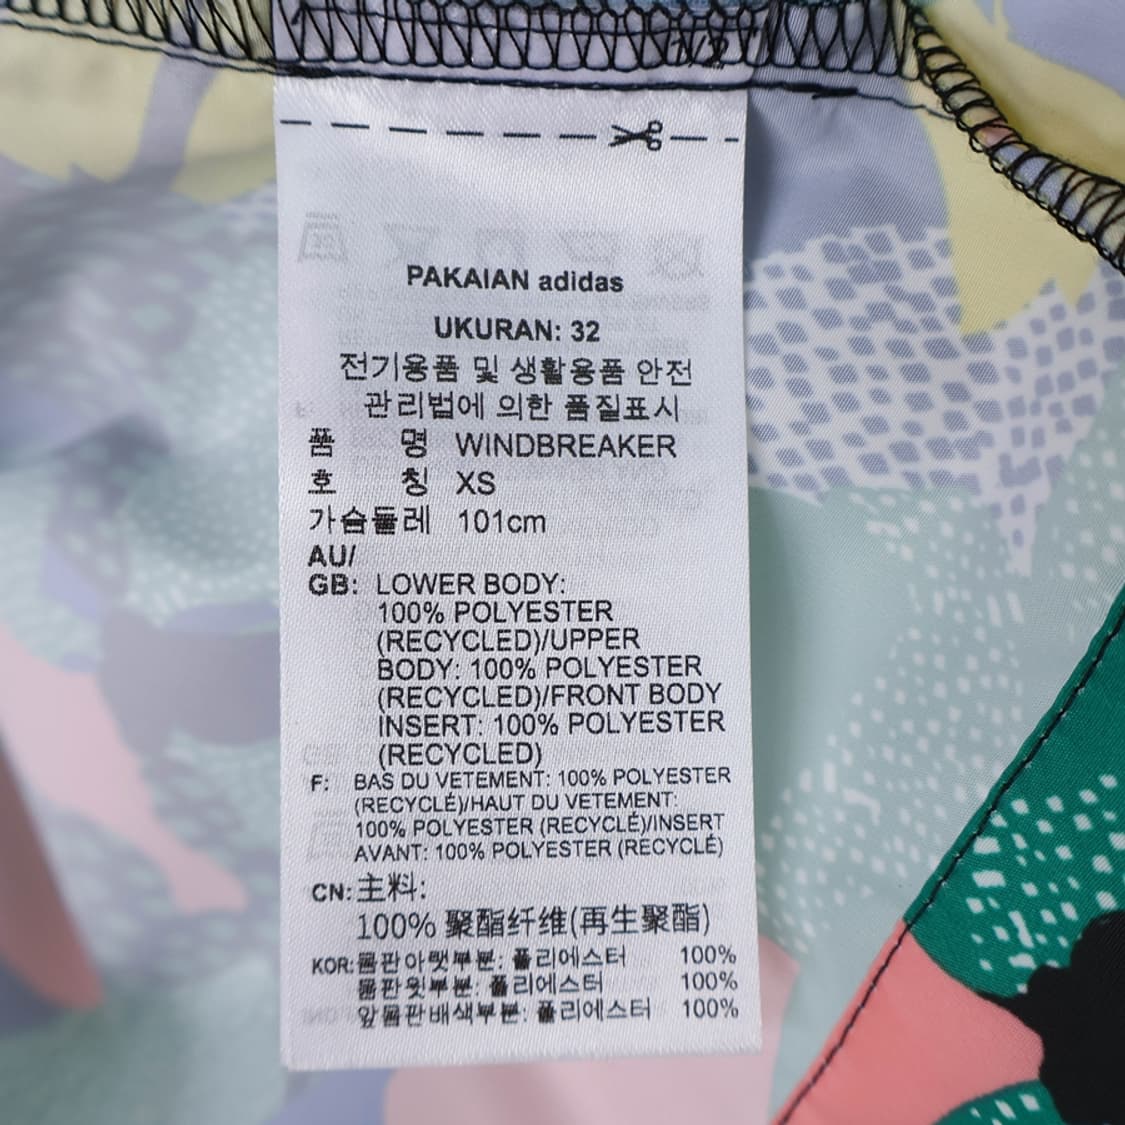 1/2
PAKAIAN adidas
UKURAN: 32
전기용품 및 생활용품 안전
관리법에 의한 품질표시
품 명 WINDBREAKER
호 칭 XS
가슴둘레 101cm
AU/
GB: LOWER BODY:
100% POLYESTER
(RECYCLED)/UPPER
BODY: 100% POLYESTER
(RECYCLED)/FRONT BODY
INSERT: 100% POLYESTER
(RECYCLED)
F: BAS DU VETEMENT: 100% POLYESTER
(RECYCLÉ)/HAUT DU VETEMENT:
100% POLYESTER (RECYCLÉ)/INSERT
AVANT: 100% POLYESTER (RECYCLÉ)
CN: 主料:
100% 聚酯纤维(再生聚酯)
KOR: 몸판아랫부분: 폴리에스터 100%
몸판윗부분: 폴리에스터 100%
앞몸판배색부분: 폴리에스터 100%